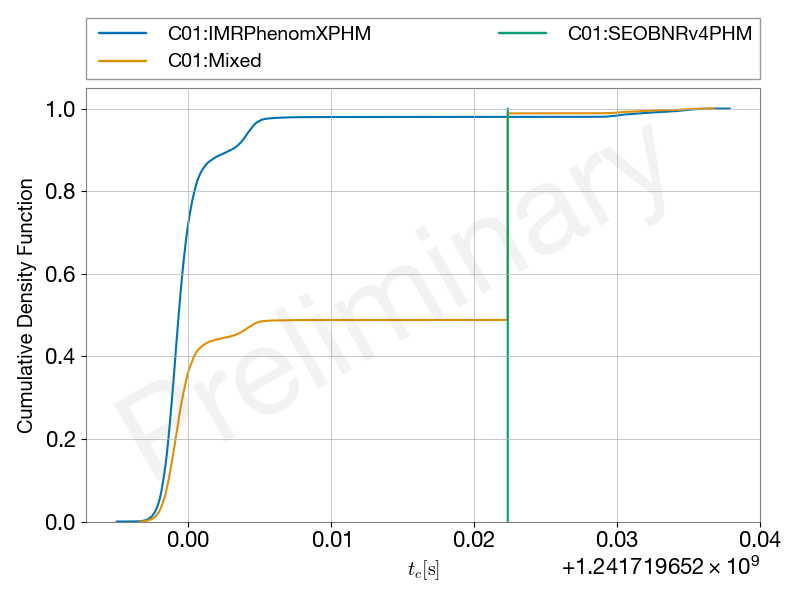 C01:IMRPhenomXPHM
C01:SEOBNRv4PHM
C01:Mixed
1.0
0.8
0.6
0.4
0.2
0.0
Cumulative Density Function
Preliminary
0.00
0.01
0.02
0.03
0.04
+1.241719652 × 10⁹
t_c[s]